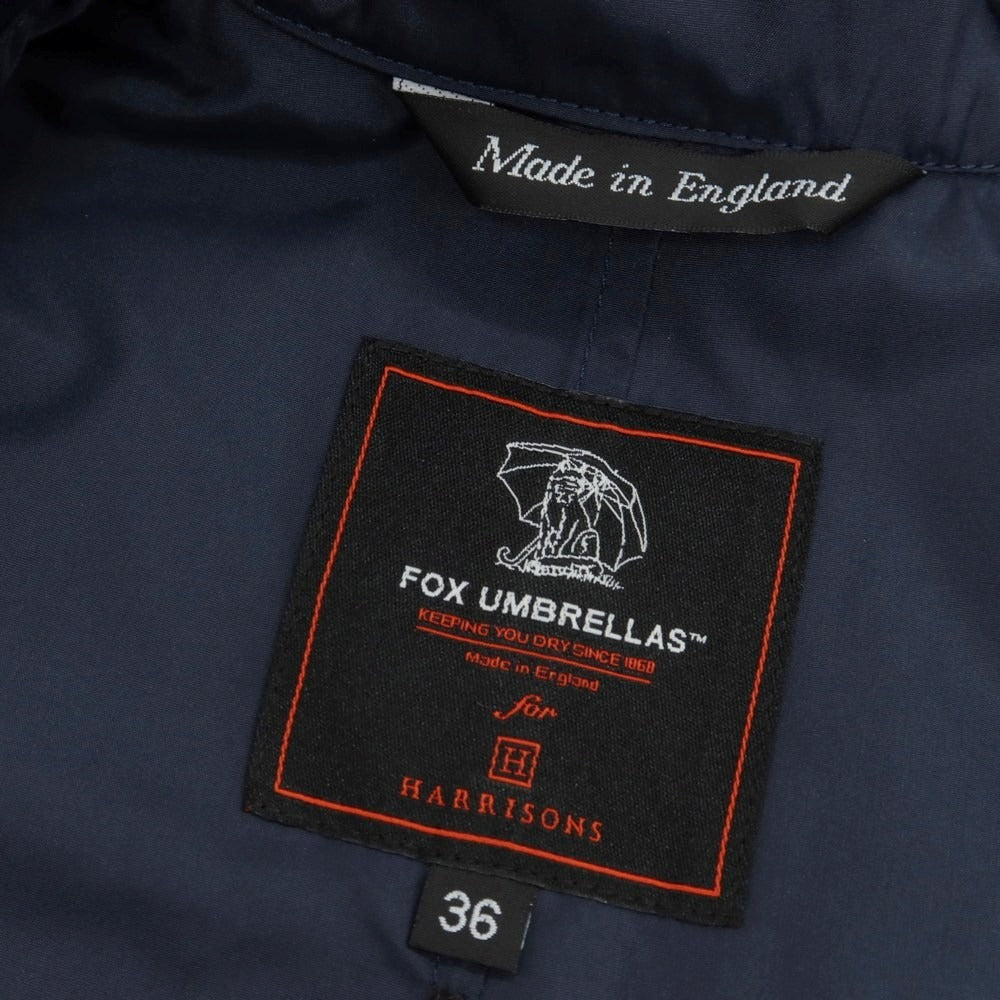 Made in England
FOX UMBRELLAS™
KEEPING YOU DRY SINCE 1868
Made in England
for
H
HARRISONS
36